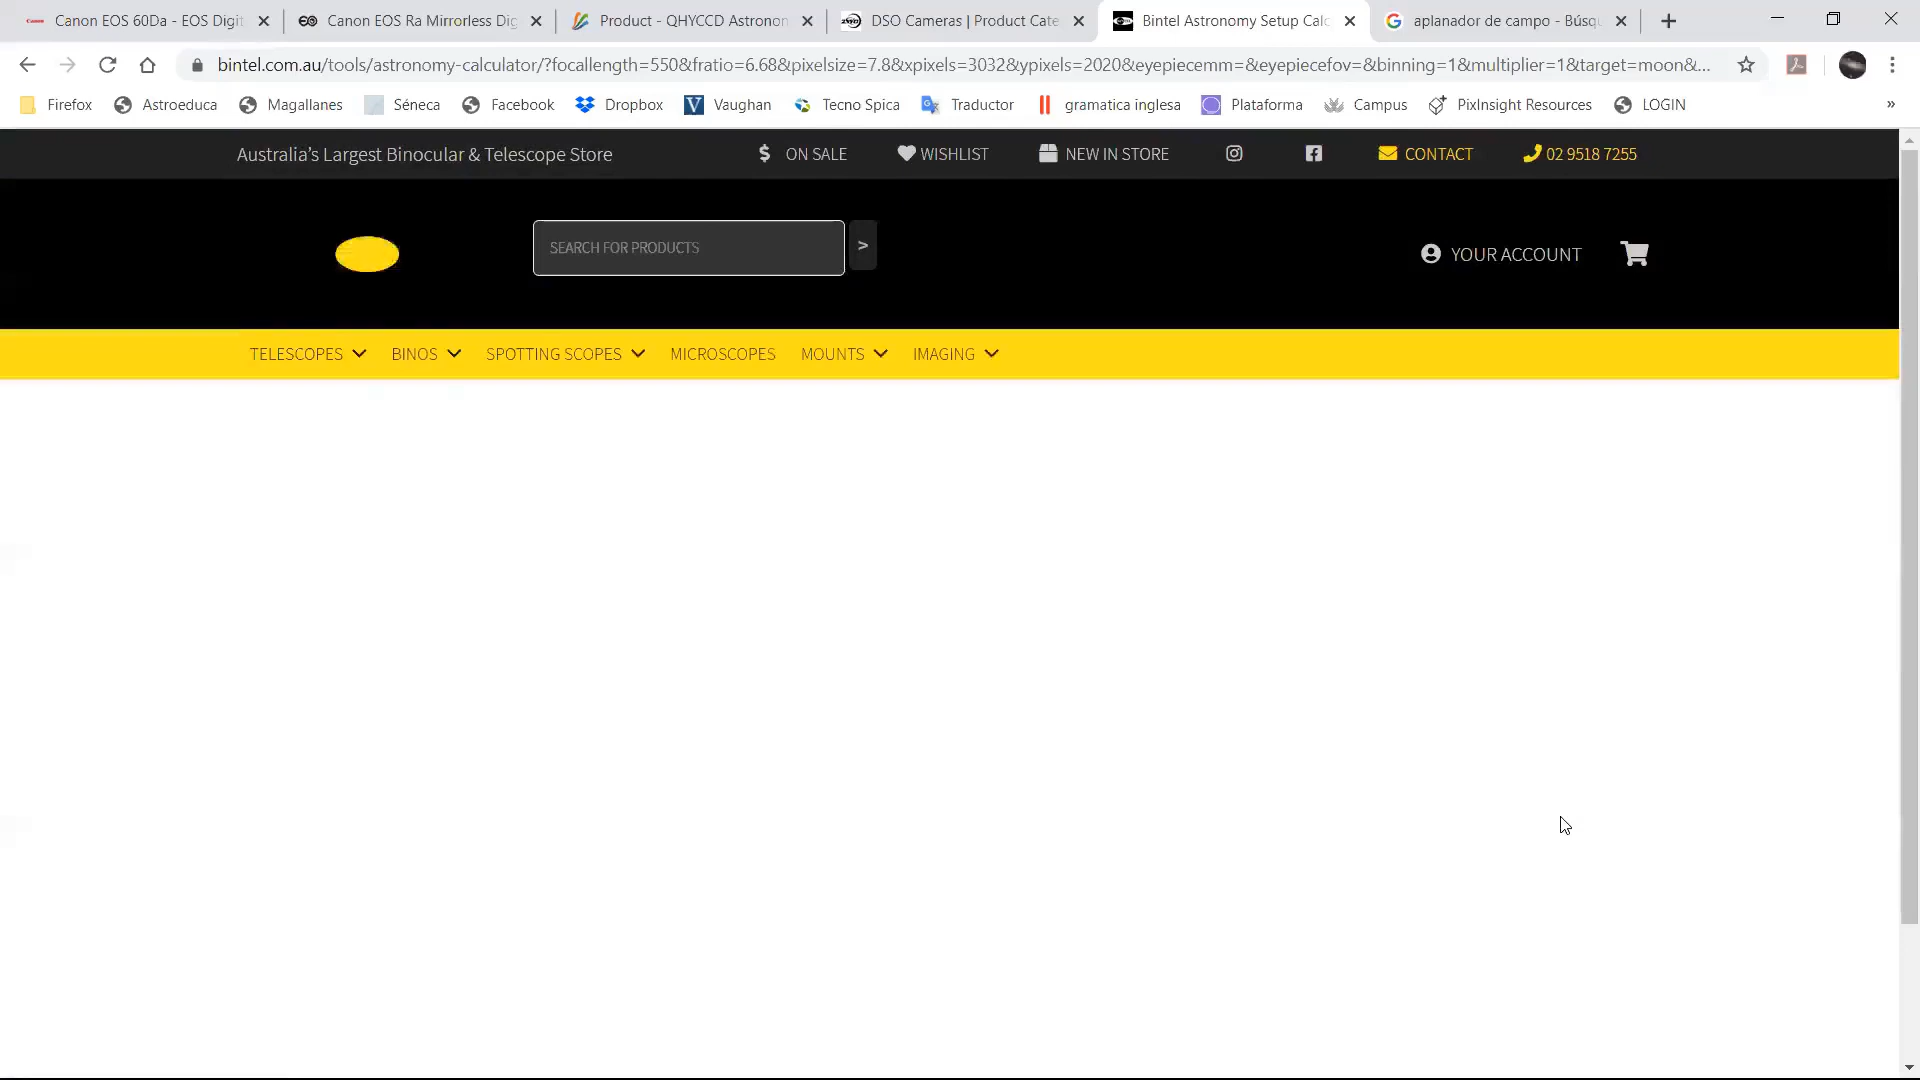 Canon EOS 60Da - EOS Digit
Canon EOS Ra Mirrorless Dig
Product - QHYCCD Astronon
DSO Cameras | Product Cate
Bintel Astronomy Setup Calc
aplanador de campo - Búsqu
bintel.com.au/tools/astronomy-calculator/?focallength=550&fratio=6.68&pixelsize=7.8&xpixels=3032&ypixels=2020&eyepiecemm=&eyepiecefov=&binning=1&multiplier=1&target=moon&...
Firefox
Astroeduca
Magallanes
Séneca
Facebook
Dropbox
Vaughan
Tecno Spica
Traductor
gramatica inglesa
Plataforma
Campus
PixInsight Resources
LOGIN
»
Australia's Largest Binocular & Telescope Store
ON SALE
WISHLIST
NEW IN STORE
CONTACT
02 9518 7255
SEARCH FOR PRODUCTS
>
YOUR ACCOUNT
TELESCOPES
BINOS
SPOTTING SCOPES
MICROSCOPES
MOUNTS
IMAGING